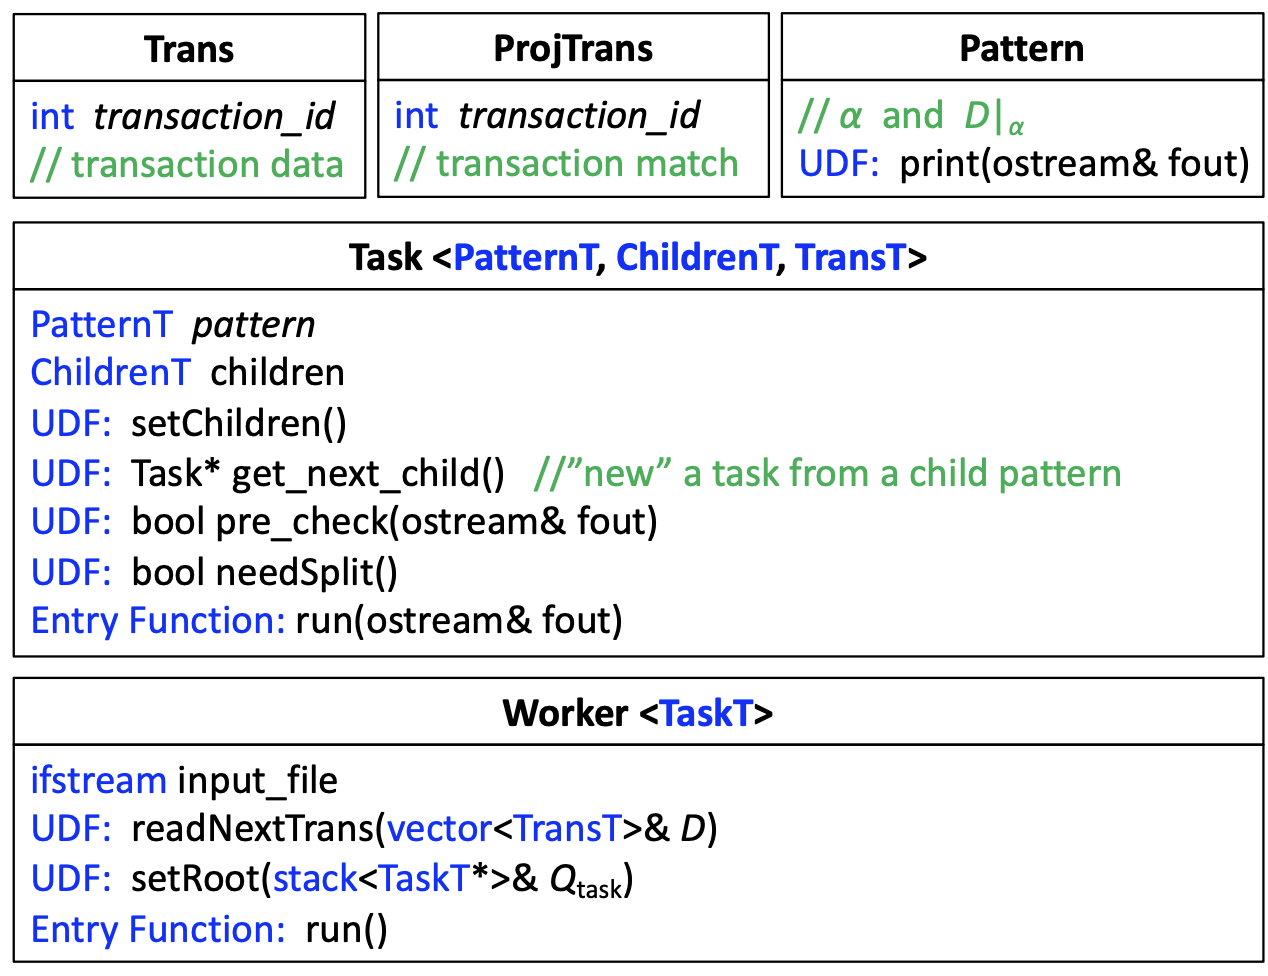 Trans
int transaction_id
// transaction data
ProjTrans
int transaction_id
// transaction match
Pattern
// α and D|α
UDF: print(ostream& fout)
Task <PatternT, ChildrenT, TransT>
PatternT pattern
ChildrenT children
UDF: setChildren()
UDF: Task* get_next_child() //”new” a task from a child pattern
UDF: bool pre_check(ostream& fout)
UDF: bool needSplit()
Entry Function: run(ostream& fout)
Worker <TaskT>
ifstream input_file
UDF: readNextTrans(vector<TransT>& D)
UDF: setRoot(stack<TaskT*>& Qtask)
Entry Function: run()